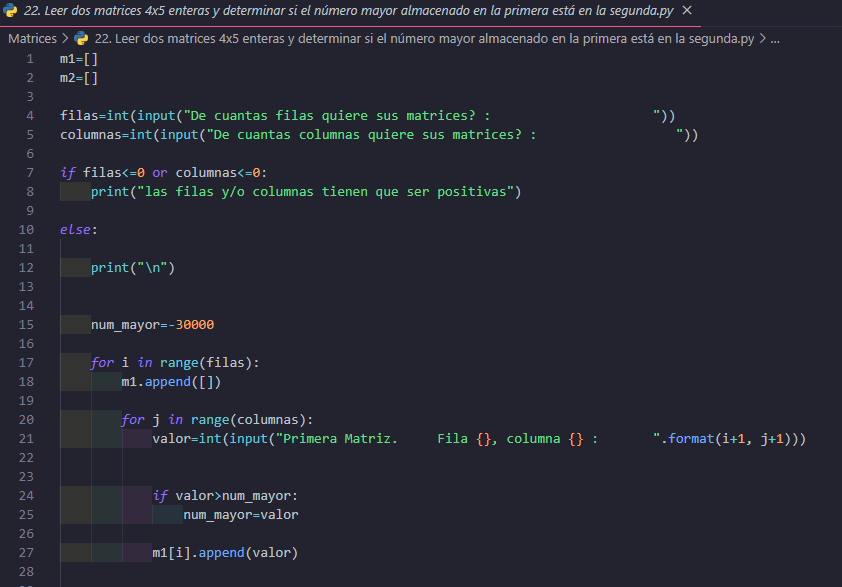 22. Leer dos matrices 4x5 enteras y determinar si el número mayor almacenado en la primera está en la segunda.py ×
Matrices > 22. Leer dos matrices 4x5 enteras y determinar si el número mayor almacenado en la primera está en la segunda.py > ...
1 m1=[]
2 m2=[]
3
4 filas=int(input("De cuantas filas quiere sus matrices? :                     "))
5 columnas=int(input("De cuantas columnas quiere sus matrices? :                  "))
6
7 if filas<=0 or columnas<=0:
8     print("las filas y/o columnas tienen que ser positivas")
9
10 else:
11
12     print("\n")
13
14
15     num_mayor=-30000
16
17     for i in range(filas):
18         m1.append([])
19
20         for j in range(columnas):
21             valor=int(input("Primera Matriz.     Fila {}, columna {} :       ".format(i+1, j+1)))
22
23
24             if valor>num_mayor:
25                 num_mayor=valor
26
27             m1[i].append(valor)
28